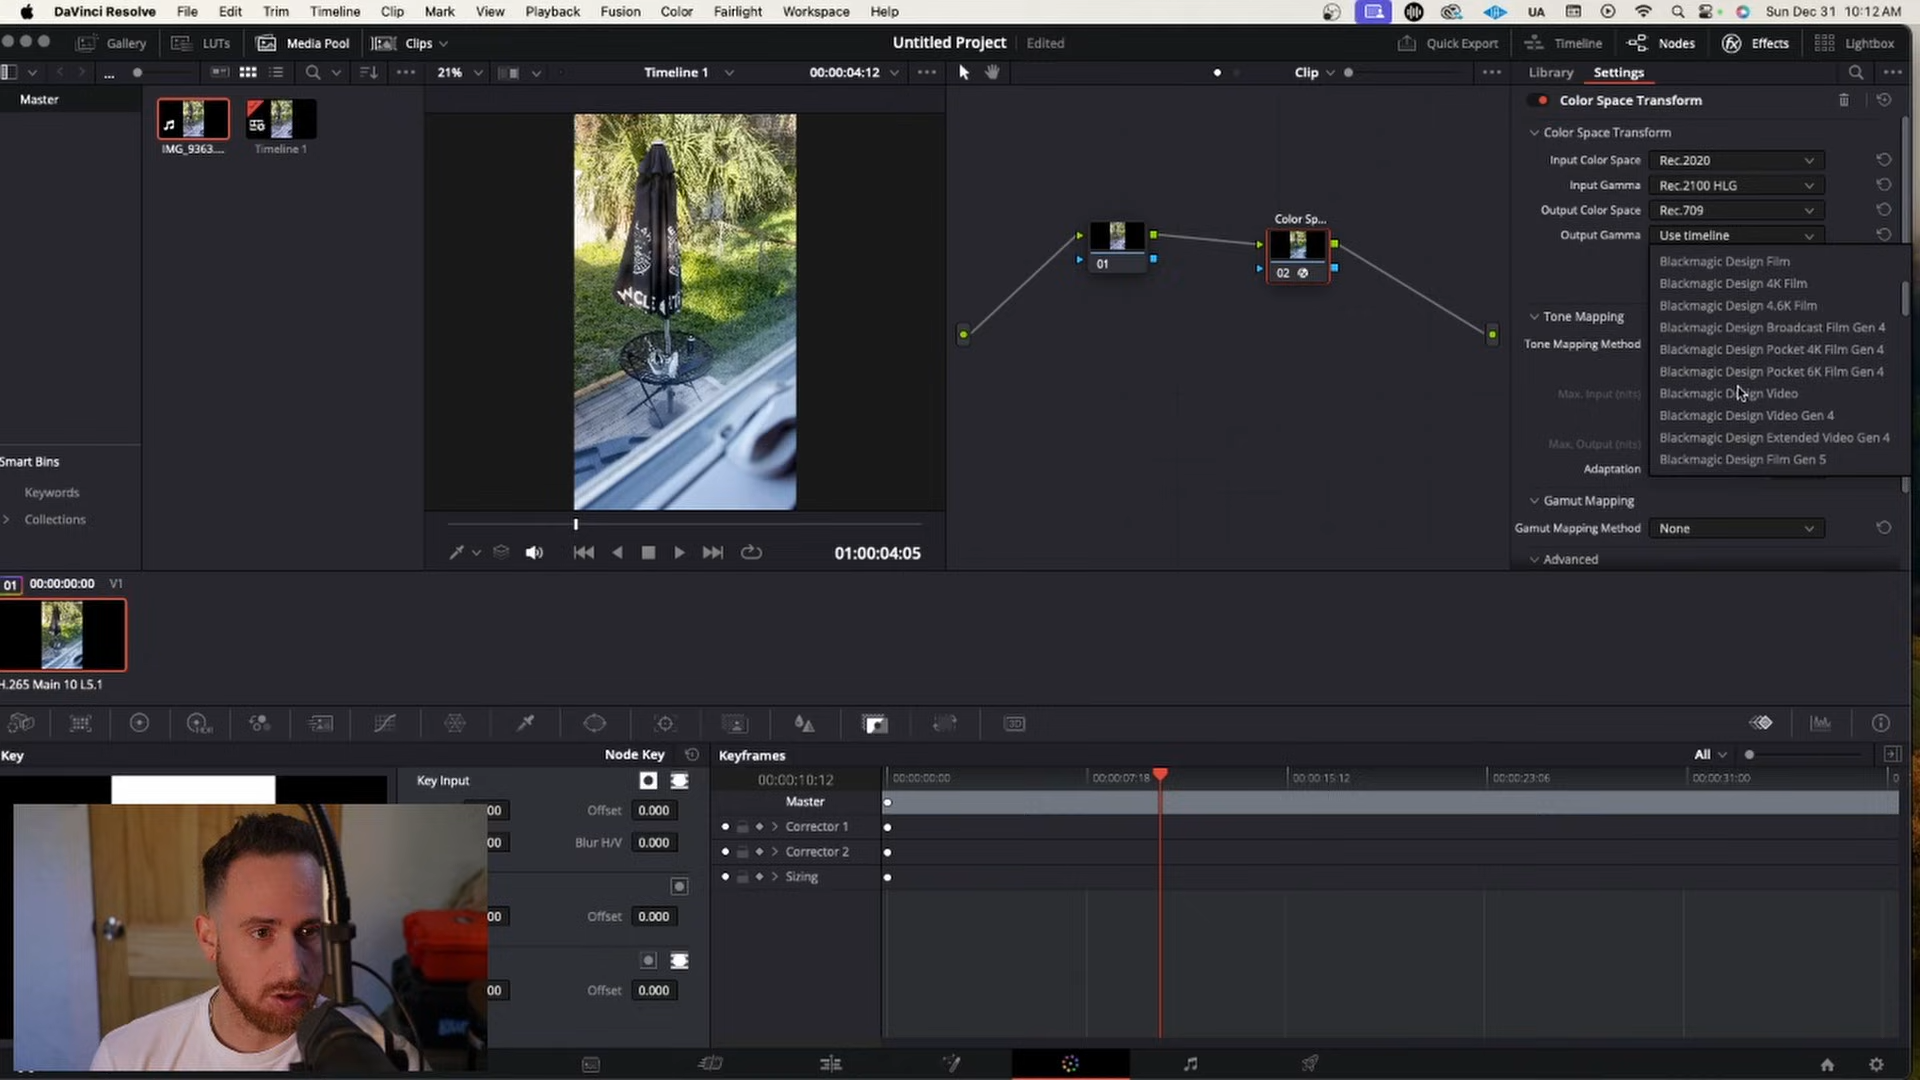 DaVinci Resolve File Edit Trim Timeline Clip Mark View Playback Fusion Color Fairlight Workspace Help UA Sun Dec 31 10:12 AM
Gallery LUTs Media Pool Clips Untitled Project Edited Quick Export Timeline Nodes Effects Lightbox
... 21% Timeline 1 00:00:04:12 Clip Library Settings
Master
IMG_9363....
Timeline 1
Color Space Transform
Color Space Transform
Input Color Space Rec.2020
Input Gamma Rec.2100 HLG
Output Color Space Rec.709
Output Gamma Use timeline
Blackmagic Design Film
Blackmagic Design 4K Film
Blackmagic Design 4.6K Film
Blackmagic Design Broadcast Film Gen 4
Blackmagic Design Pocket 4K Film Gen 4
Blackmagic Design Pocket 6K Film Gen 4
Blackmagic Design Video
Blackmagic Design Video Gen 4
Blackmagic Design Extended Video Gen 4
Blackmagic Design Film Gen 5
Tone Mapping
Tone Mapping Method
Max. Input (nits)
Max. Output (nits)
Adaptation
Gamut Mapping
Gamut Mapping Method None
Advanced
Color Sp...
01
02
Smart Bins
Keywords
Collections
01:00:04:05
01 00:00:00:00 V1
H.265 Main 10 L5.1
HDR
3D
Key
Node Key
Key Input
00 Offset 0.000
00 Blur H/V 0.000
00 Offset 0.000
00 Offset 0.000
Keyframes All
00:00:10:12 00:00:00:00 00:00:07:18 00:00:15:12 00:00:23:06 00:00:31:00
Master
Corrector 1
Corrector 2
Sizing